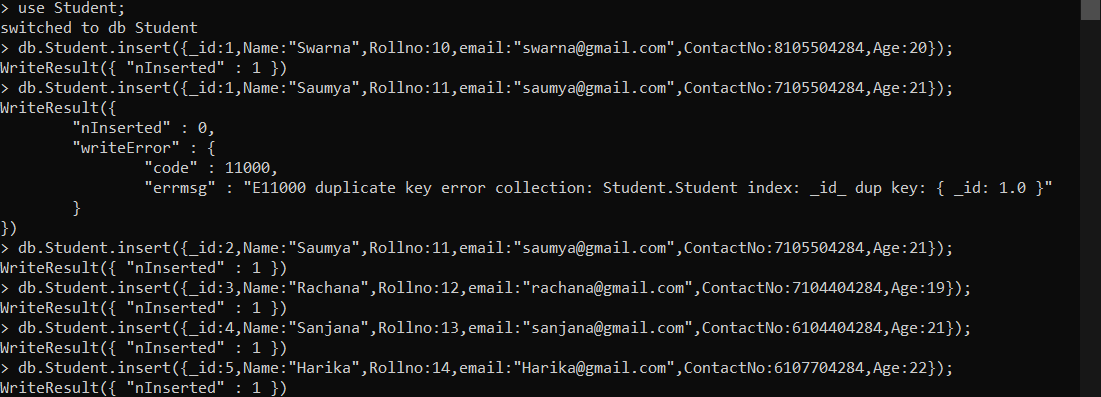 > use Student;
switched to db Student
> db.Student.insert({_id:1,Name:"Swarna",Rollno:10,email:"swarna@gmail.com",ContactNo:8105504284,Age:20});
WriteResult({ "nInserted" : 1 })
> db.Student.insert({_id:1,Name:"Saumya",Rollno:11,email:"saumya@gmail.com",ContactNo:7105504284,Age:21});
WriteResult({
        "nInserted" : 0,
        "writeError" : {
                "code" : 11000,
                "errmsg" : "E11000 duplicate key error collection: Student.Student index: _id_ dup key: { _id: 1.0 }"
        }
})
> db.Student.insert({_id:2,Name:"Saumya",Rollno:11,email:"saumya@gmail.com",ContactNo:7105504284,Age:21});
WriteResult({ "nInserted" : 1 })
> db.Student.insert({_id:3,Name:"Rachana",Rollno:12,email:"rachana@gmail.com",ContactNo:7104404284,Age:19});
WriteResult({ "nInserted" : 1 })
> db.Student.insert({_id:4,Name:"Sanjana",Rollno:13,email:"sanjana@gmail.com",ContactNo:6104404284,Age:21});
WriteResult({ "nInserted" : 1 })
> db.Student.insert({_id:5,Name:"Harika",Rollno:14,email:"Harika@gmail.com",ContactNo:6107704284,Age:22});
WriteResult({ "nInserted" : 1 })